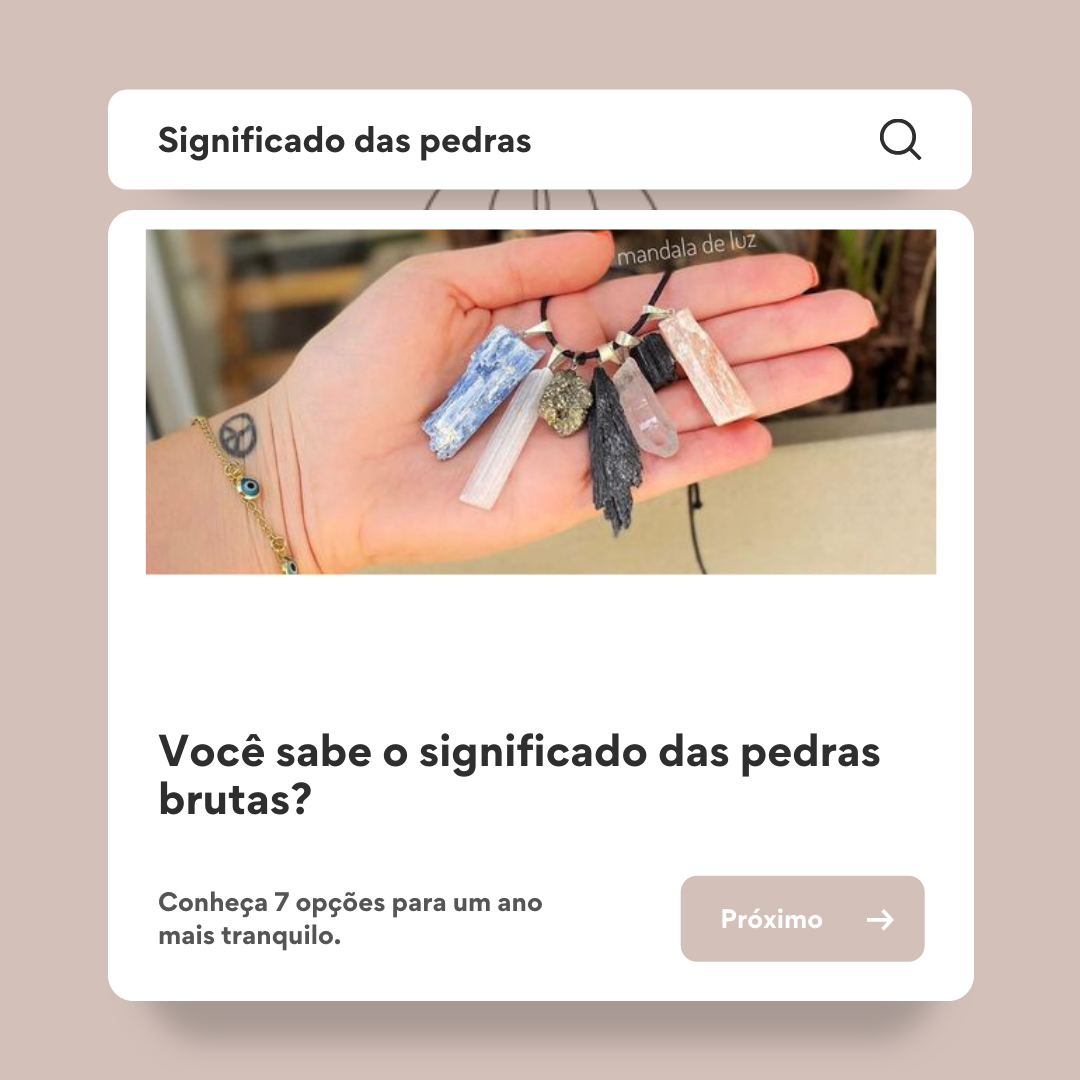 Significado das pedras
mandala de luz
Você sabe o significado das pedras
brutas?
Conheça 7 opções para um ano
mais tranquilo.
Próximo